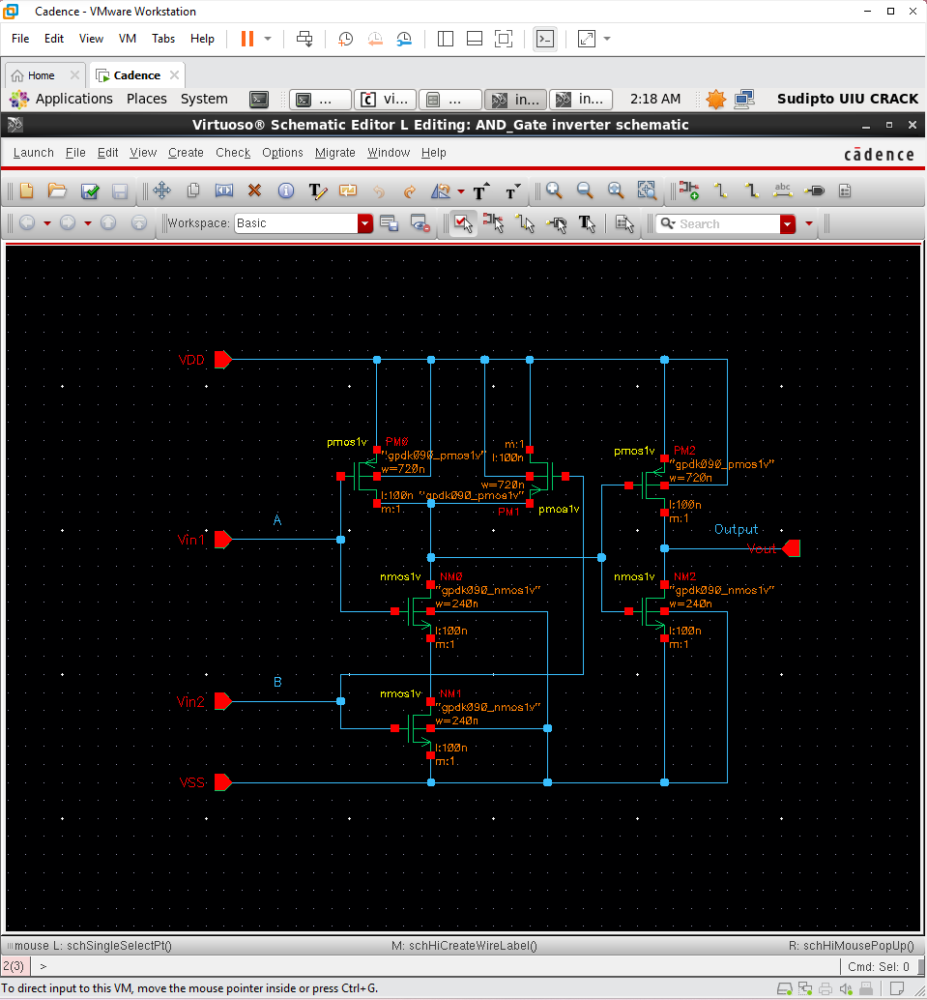 Cadence - VMware Workstation
File Edit View VM Tabs Help
Home Cadence
Applications Places System ... vi... ... in... in... 2:18 AM Sudipto UIU CRACK
Virtuoso® Schematic Editor L Editing: AND_Gate inverter schematic
Launch File Edit View Create Check Options Migrate Window Help cādence
abc
Workspace: Basic Search
VDD
pmos1v PM0
"gpdk090_pmos1v"
w=720n
l:100n
m:1
m:1
l:100n
w=720n
"gpdk090_pmos1v"
PM1 pmos1v
pmos1v PM2
"gpdk090_pmos1v"
w=720n
l:100n
m:1
A
Vin1
Output
Vout
nmos1v NM0
"gpdk090_nmos1v"
w=240n
l:100n
m:1
nmos1v NM2
"gpdk090_nmos1v"
w=240n
l:100n
m:1
B
Vin2
nmos1v NM1
"gpdk090_nmos1v"
w=240n
l:100n
m:1
VSS
mouse L: schSingleSelectPt() M: schHiCreateWireLabel() R: schHiMousePopUp()
2(3) > Cmd: Sel: 0
To direct input to this VM, move the mouse pointer inside or press Ctrl+G.